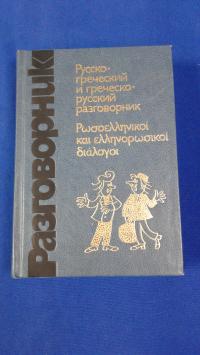 Разговорник
Русско-
греческий
и греческо-
русский
разговорник
Ρωσοελληνικοί
και ελληνορωσικοί
διάλογοι